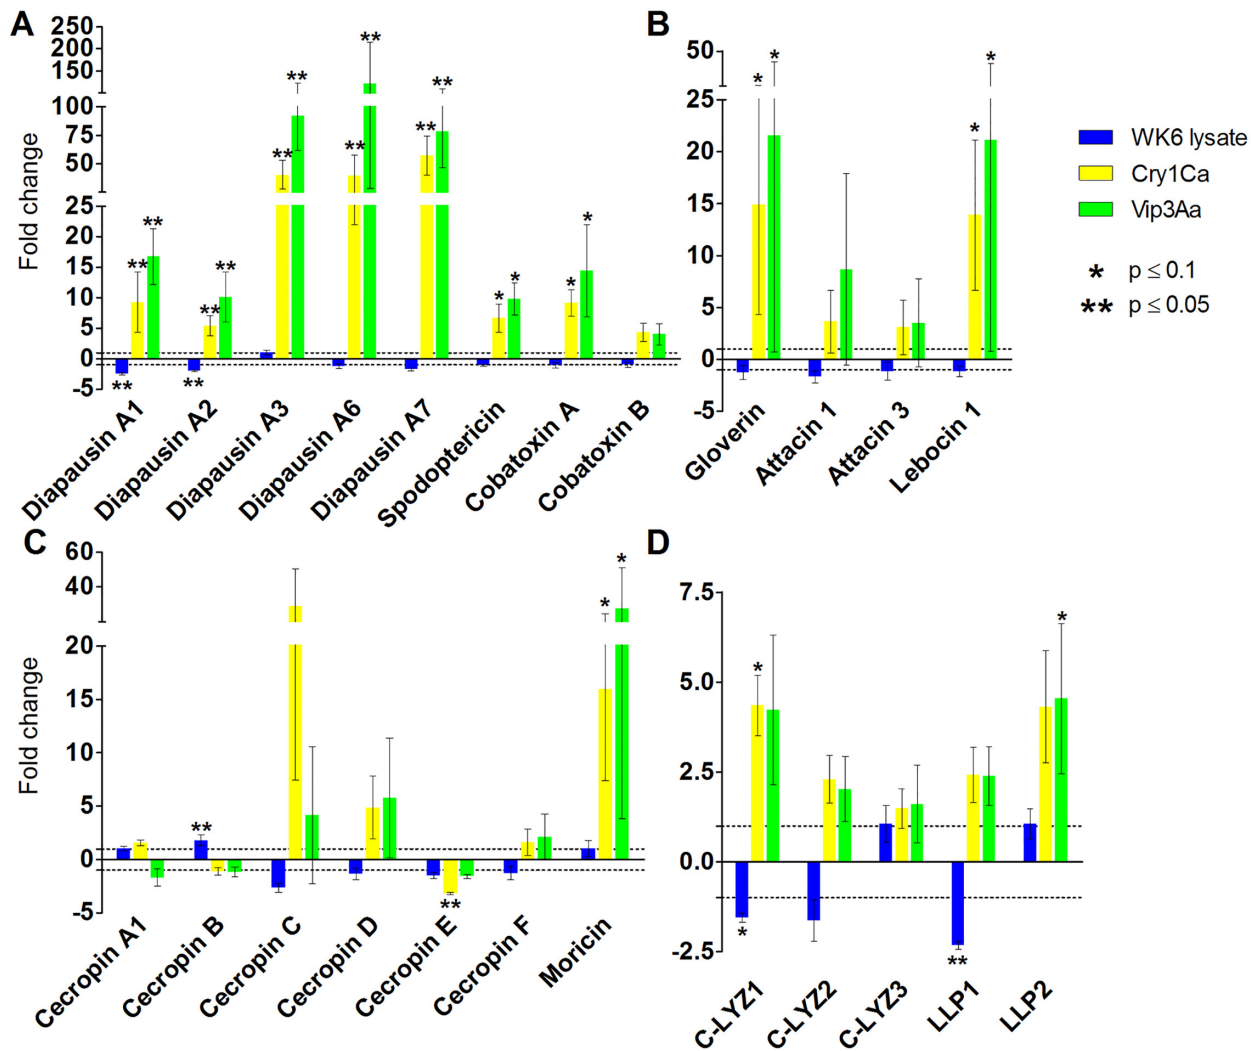 A
Fold change
250
200
150
100
75
50
25
20
15
10
5
0
-5
** ** ** ** ** ** ** ** ** ** ** ** * * * *
Diapausin A1
Diapausin A2
Diapausin A3
Diapausin A6
Diapausin A7
Spodoptericin
Cobatoxin A
Cobatoxin B
B
50
25
20
15
10
5
0
-5
* * * *
Gloverin
Attacin 1
Attacin 3
Lebocin 1
WK6 lysate
Cry1Ca
Vip3Aa
* p ≤ 0.1
** p ≤ 0.05
C
Fold change
60
40
20
15
10
5
0
-5
** ** * *
Cecropin A1
Cecropin B
Cecropin C
Cecropin D
Cecropin E
Cecropin F
Moricin
D
7.5
5.0
2.5
0.0
-2.5
* * ** *
C-LYZ1
C-LYZ2
C-LYZ3
LLP1
LLP2